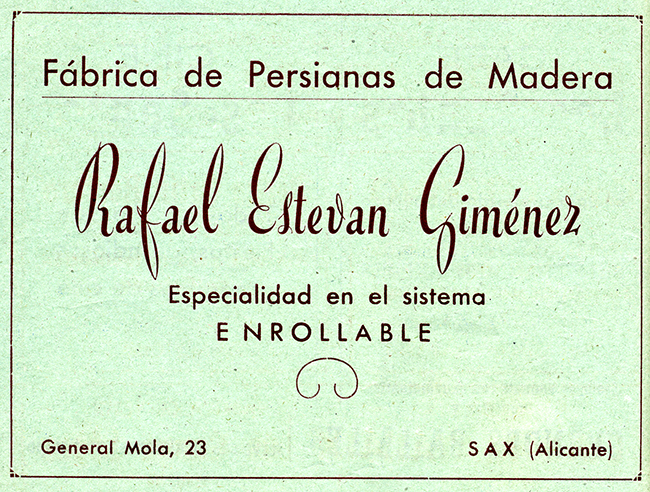 Fábrica de Persianas de Madera
Rafael Estevan Giménez
Especialidad en el sistema
ENROLLABLE
General Mola, 23 SAX (Alicante)